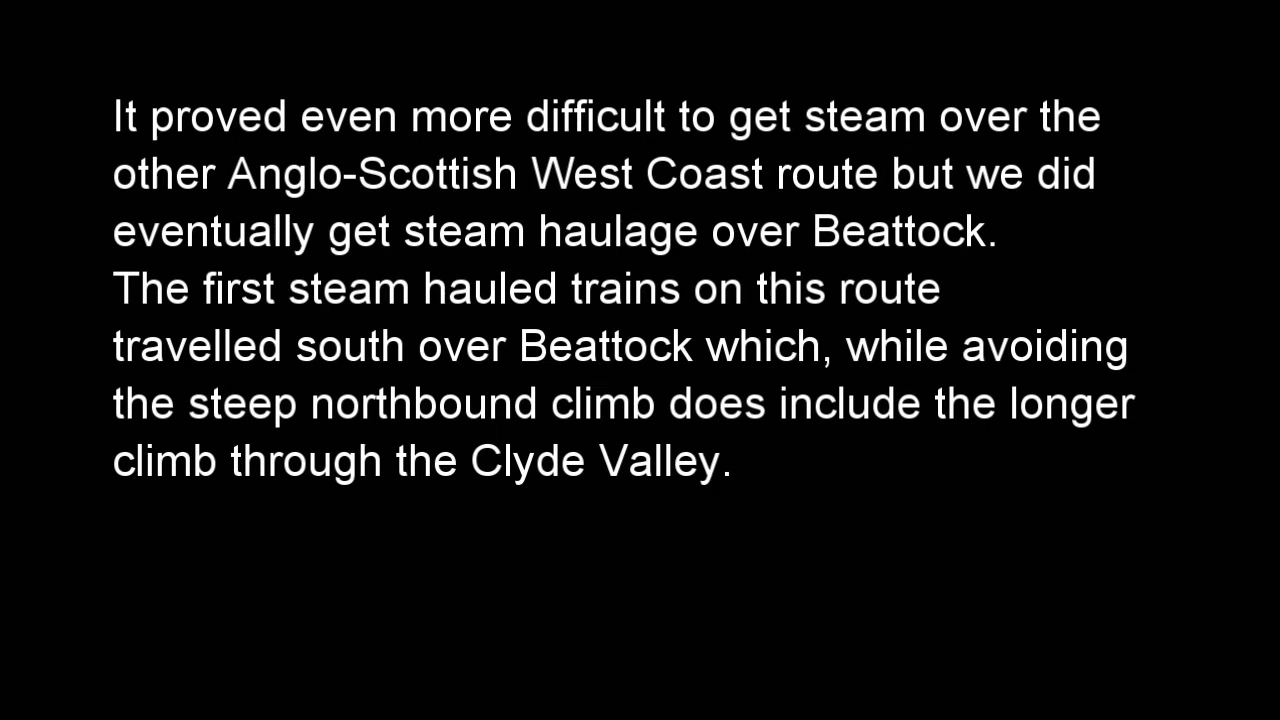 It proved even more difficult to get steam over the
other Anglo-Scottish West Coast route but we did
eventually get steam haulage over Beattock.
The first steam hauled trains on this route
travelled south over Beattock which, while avoiding
the steep northbound climb does include the longer
climb through the Clyde Valley.